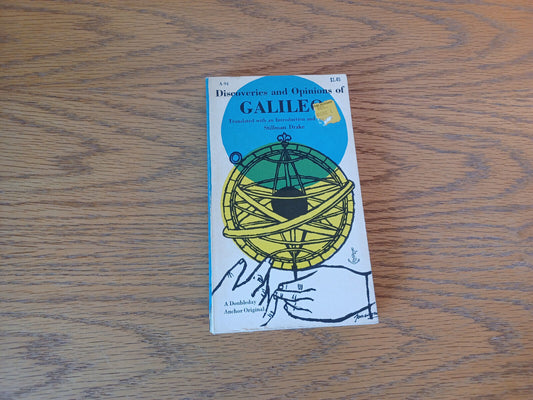 A 94 $1.45
Discoveries and Opinions of
GALILEO
Translated with an Introduction and
Stillman Drake
A Doubleday
Anchor Original